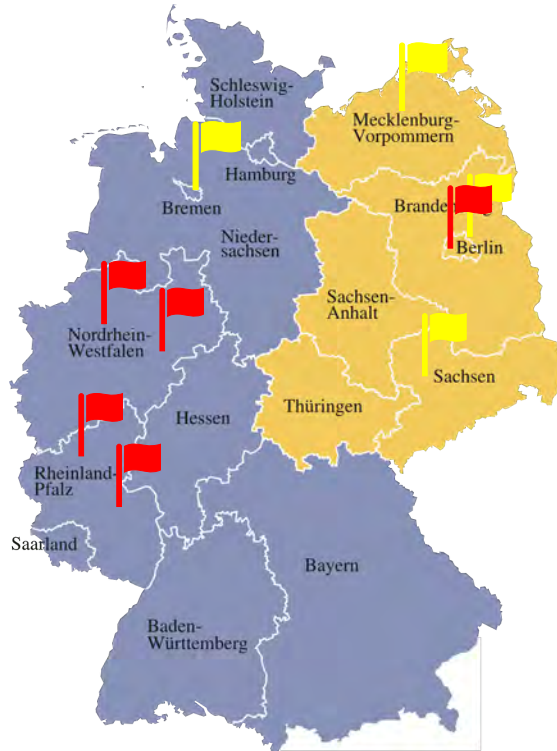 Schleswig-
Holstein
Mecklenburg-
Vorpommern
Hamburg
Bremen
Brande
Berlin
Nieder-
sachsen
Sachsen-
Anhalt
Nordrhein-
Westfalen
Sachsen
Thüringen
Hessen
Rheinland-
Pfalz
Saarland
Bayern
Baden-
Württemberg